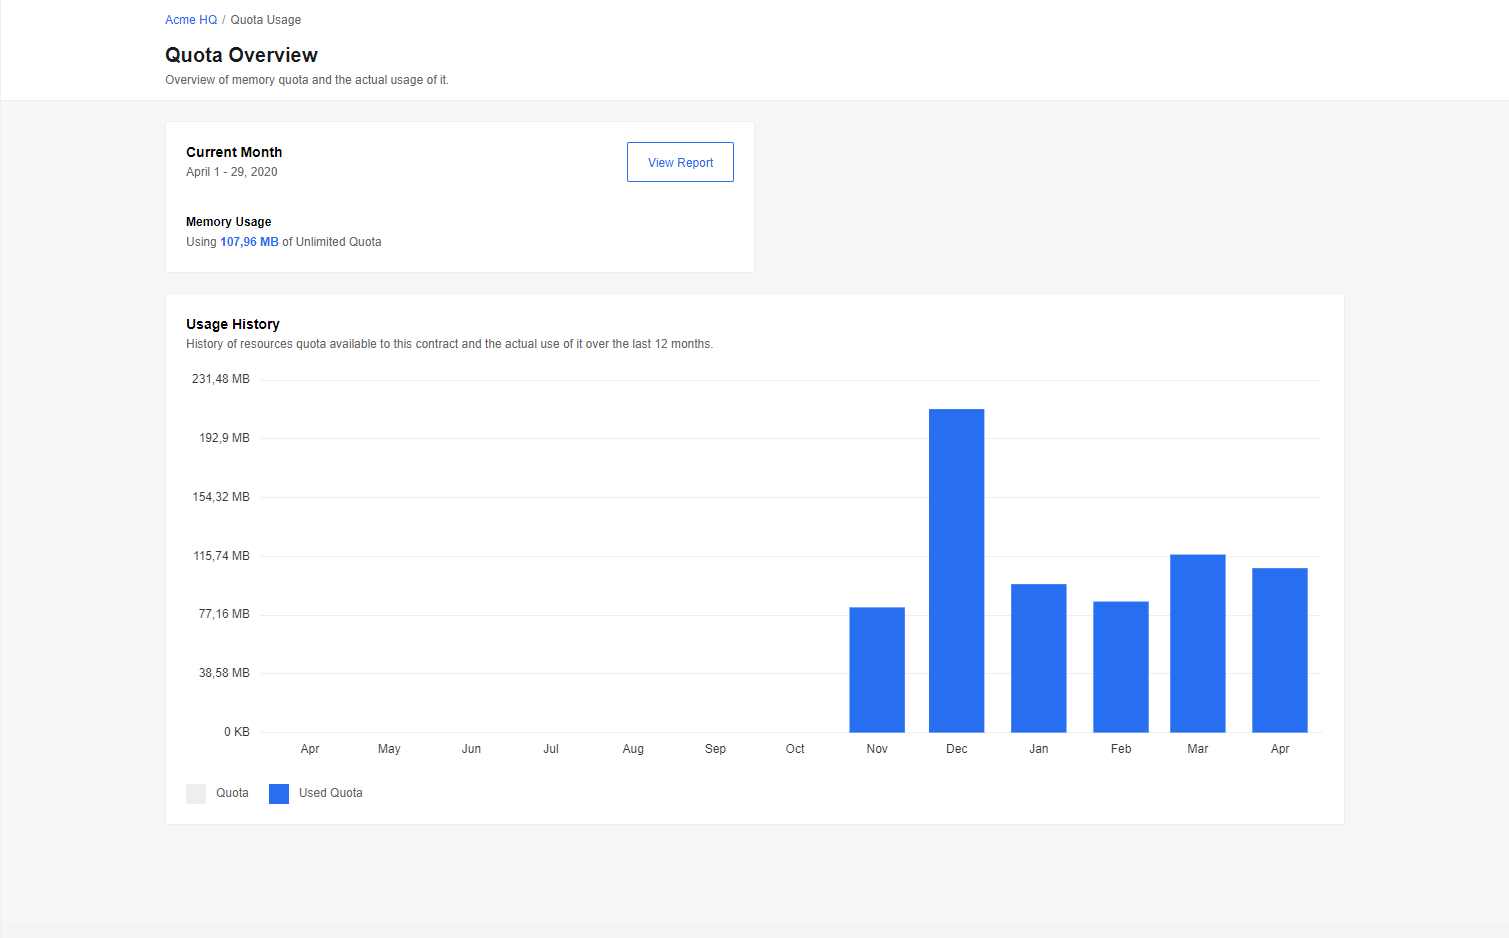 Acme HQ / Quota Usage
Quota Overview
Overview of memory quota and the actual usage of it.
Current Month
April 1 - 29, 2020
View Report
Memory Usage
Using 107,96 MB of Unlimited Quota
Usage History
History of resources quota available to this contract and the actual use of it over the last 12 months.
231,48 MB
192,9 MB
154,32 MB
115,74 MB
77,16 MB
38,58 MB
0 KB
Apr May Jun Jul Aug Sep Oct Nov Dec Jan Feb Mar Apr
Quota Used Quota